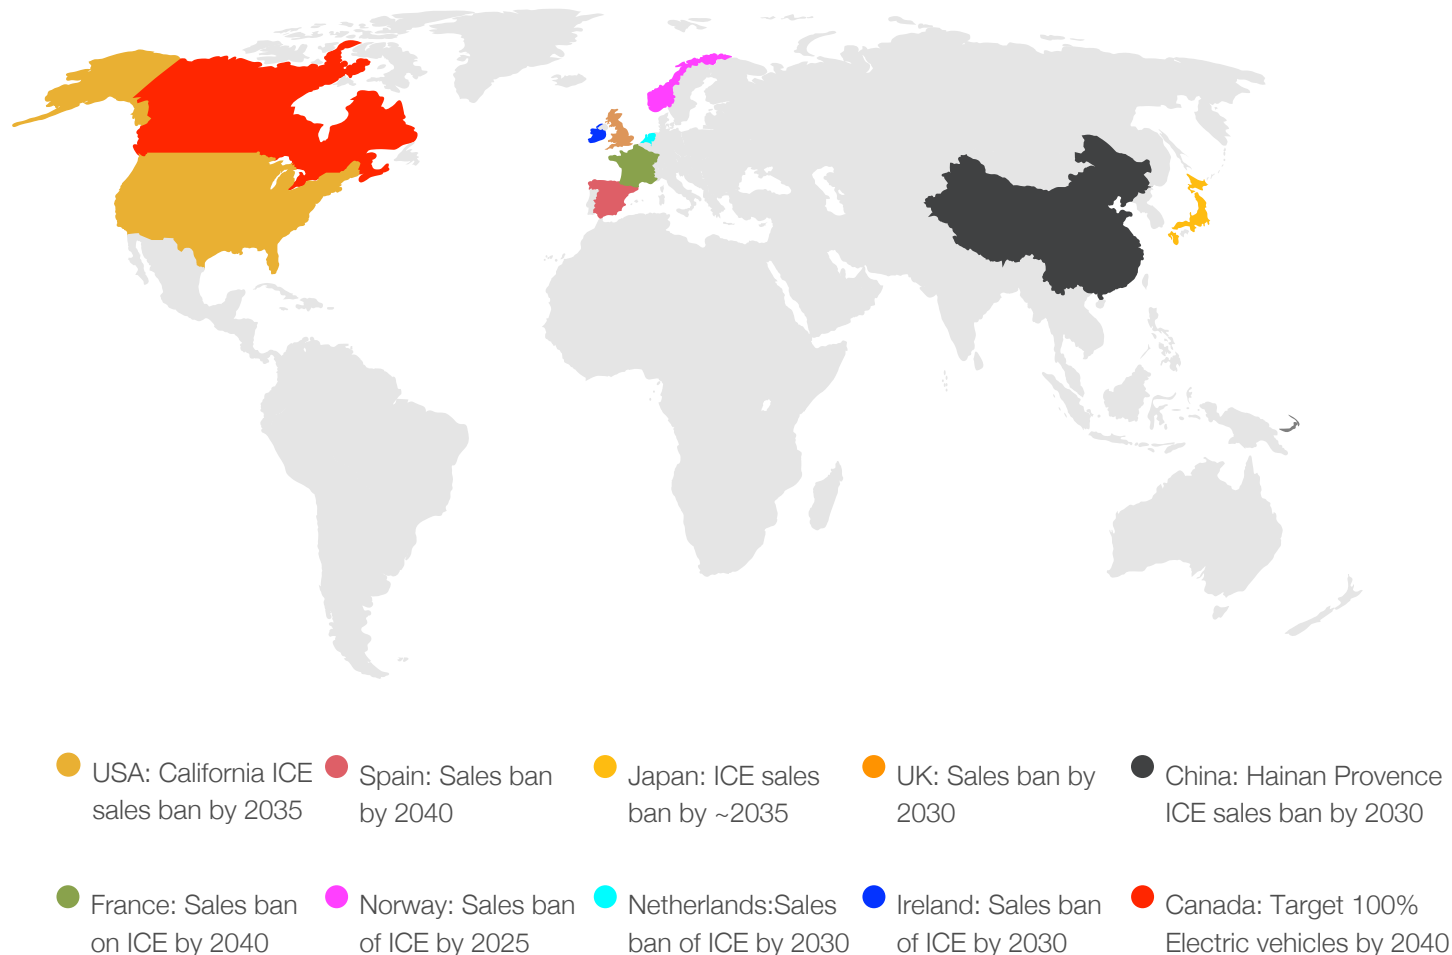 USA: California ICE
sales ban by 2035
Spain: Sales ban
by 2040
Japan: ICE sales
ban by ~2035
UK: Sales ban by
2030
China: Hainan Provence
ICE sales ban by 2030
France: Sales ban
on ICE by 2040
Norway: Sales ban
of ICE by 2025
Netherlands:Sales
ban of ICE by 2030
Ireland: Sales ban
of ICE by 2030
Canada: Target 100%
Electric vehicles by 2040